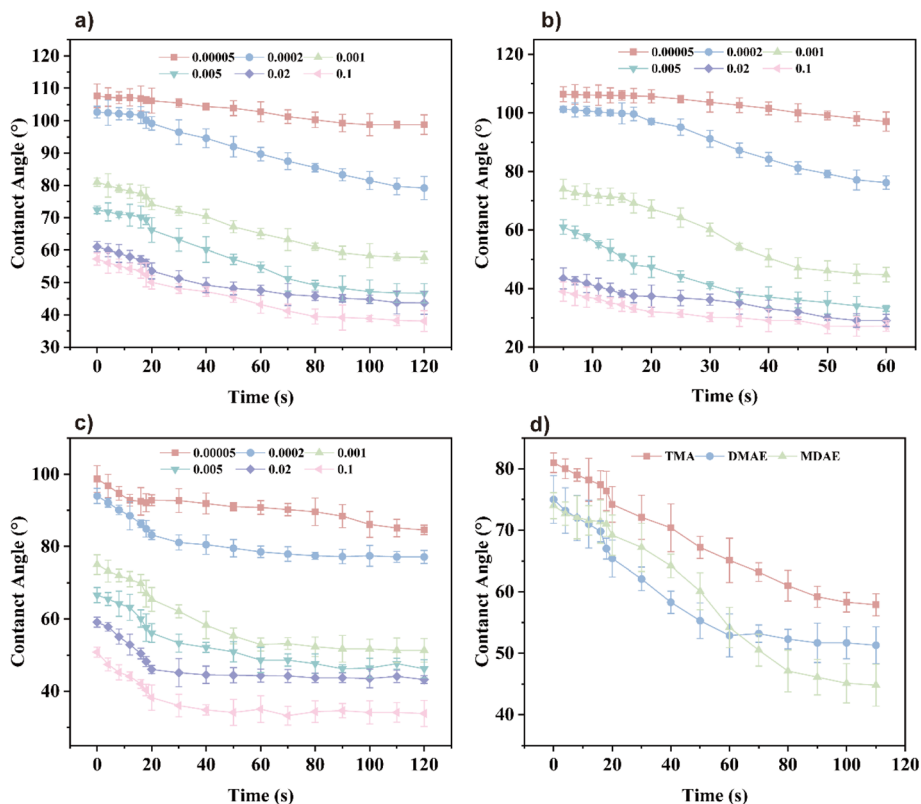 a)
0.00005 0.0002 0.001
0.005 0.02 0.1
120
110
100
90
80
70
60
50
40
30
0 20 40 60 80 100 120
Contanct Angle (°)
Time (s)
b)
0.00005 0.0002 0.001
0.005 0.02 0.1
120
100
80
60
40
20
0 10 20 30 40 50 60
Contanct Angle (°)
Time (s)
c)
0.00005 0.0002 0.001
0.005 0.02 0.1
100
80
60
40
0 20 40 60 80 100 120
Contanct Angle (°)
Time (s)
d)
TMA DMAE MDAE
80
70
60
50
40
0 20 40 60 80 100 120
Contanct Angle (°)
Time (s)